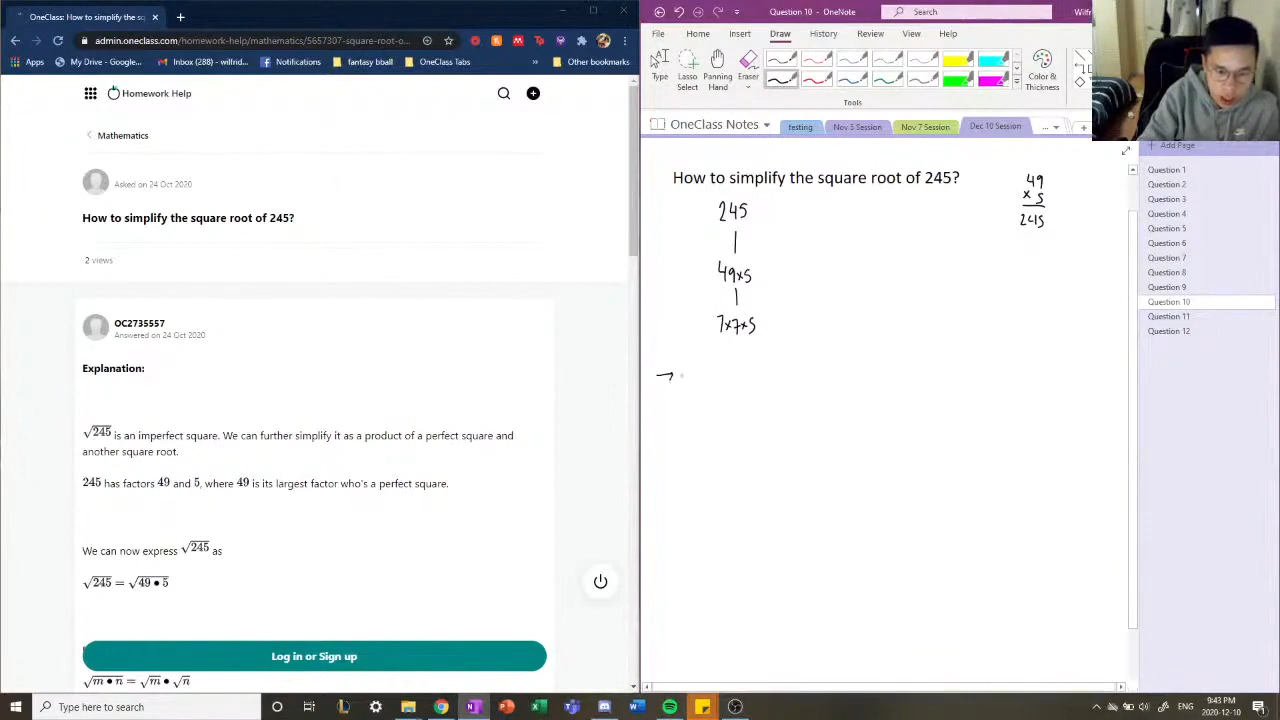 OneClass: How to simplify the sq
admin.oneclass.com/homework-help/mathematics/5657307-square-root-o...
Apps
My Drive - Google...
Inbox (288) - wilfrid...
Notifications
Fantasy bball
OneClass Tabs
»
Other bookmarks
Homework Help
Mathematics
Asked on 24 Oct 2020
How to simplify the square root of 245?
2 views
OC2735557
Answered on 24 Oct 2020
Explanation:
√245 is an imperfect square. We can further simplify it as a product of a perfect square and
another square root.
245 has factors 49 and 5, where 49 is its largest factor who's a perfect square.
We can now express √245 as
√245 = √49 • 5
Log in or Sign up
√m • n = √m • √n
Question 10 - OneNote
Search
Wilfr
File
Home
Insert
Draw
History
Review
View
Help
Type
Lasso
Select
Panning
Hand
Eraser
Color &
Thickness
Tools
OneClass Notes
testing
Nov 5 Session
Nov 7 Session
Dec 10 Session
...
Add Page
Question 1
Question 2
Question 3
Question 4
Question 5
Question 6
Question 7
Question 8
Question 9
Question 10
Question 11
Question 12
How to simplify the square root of 245?
245
49x5
7x7x5
→
49
x 5
245
Type here to search
ENG
9:43 PM
2020-12-10